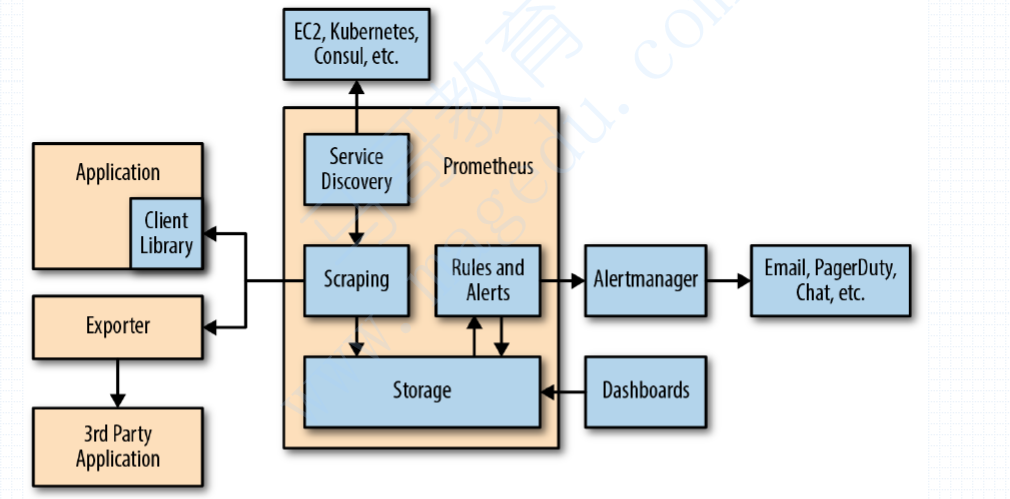 EC2, Kubernetes,
Consul, etc.
Service
Discovery
Prometheus
Application
Client
Library
Scraping
Rules and
Alerts
Alertmanager
Email, PagerDuty,
Chat, etc.
Exporter
Storage
Dashboards
3rd Party
Application
马哥教育
www.magedu.com